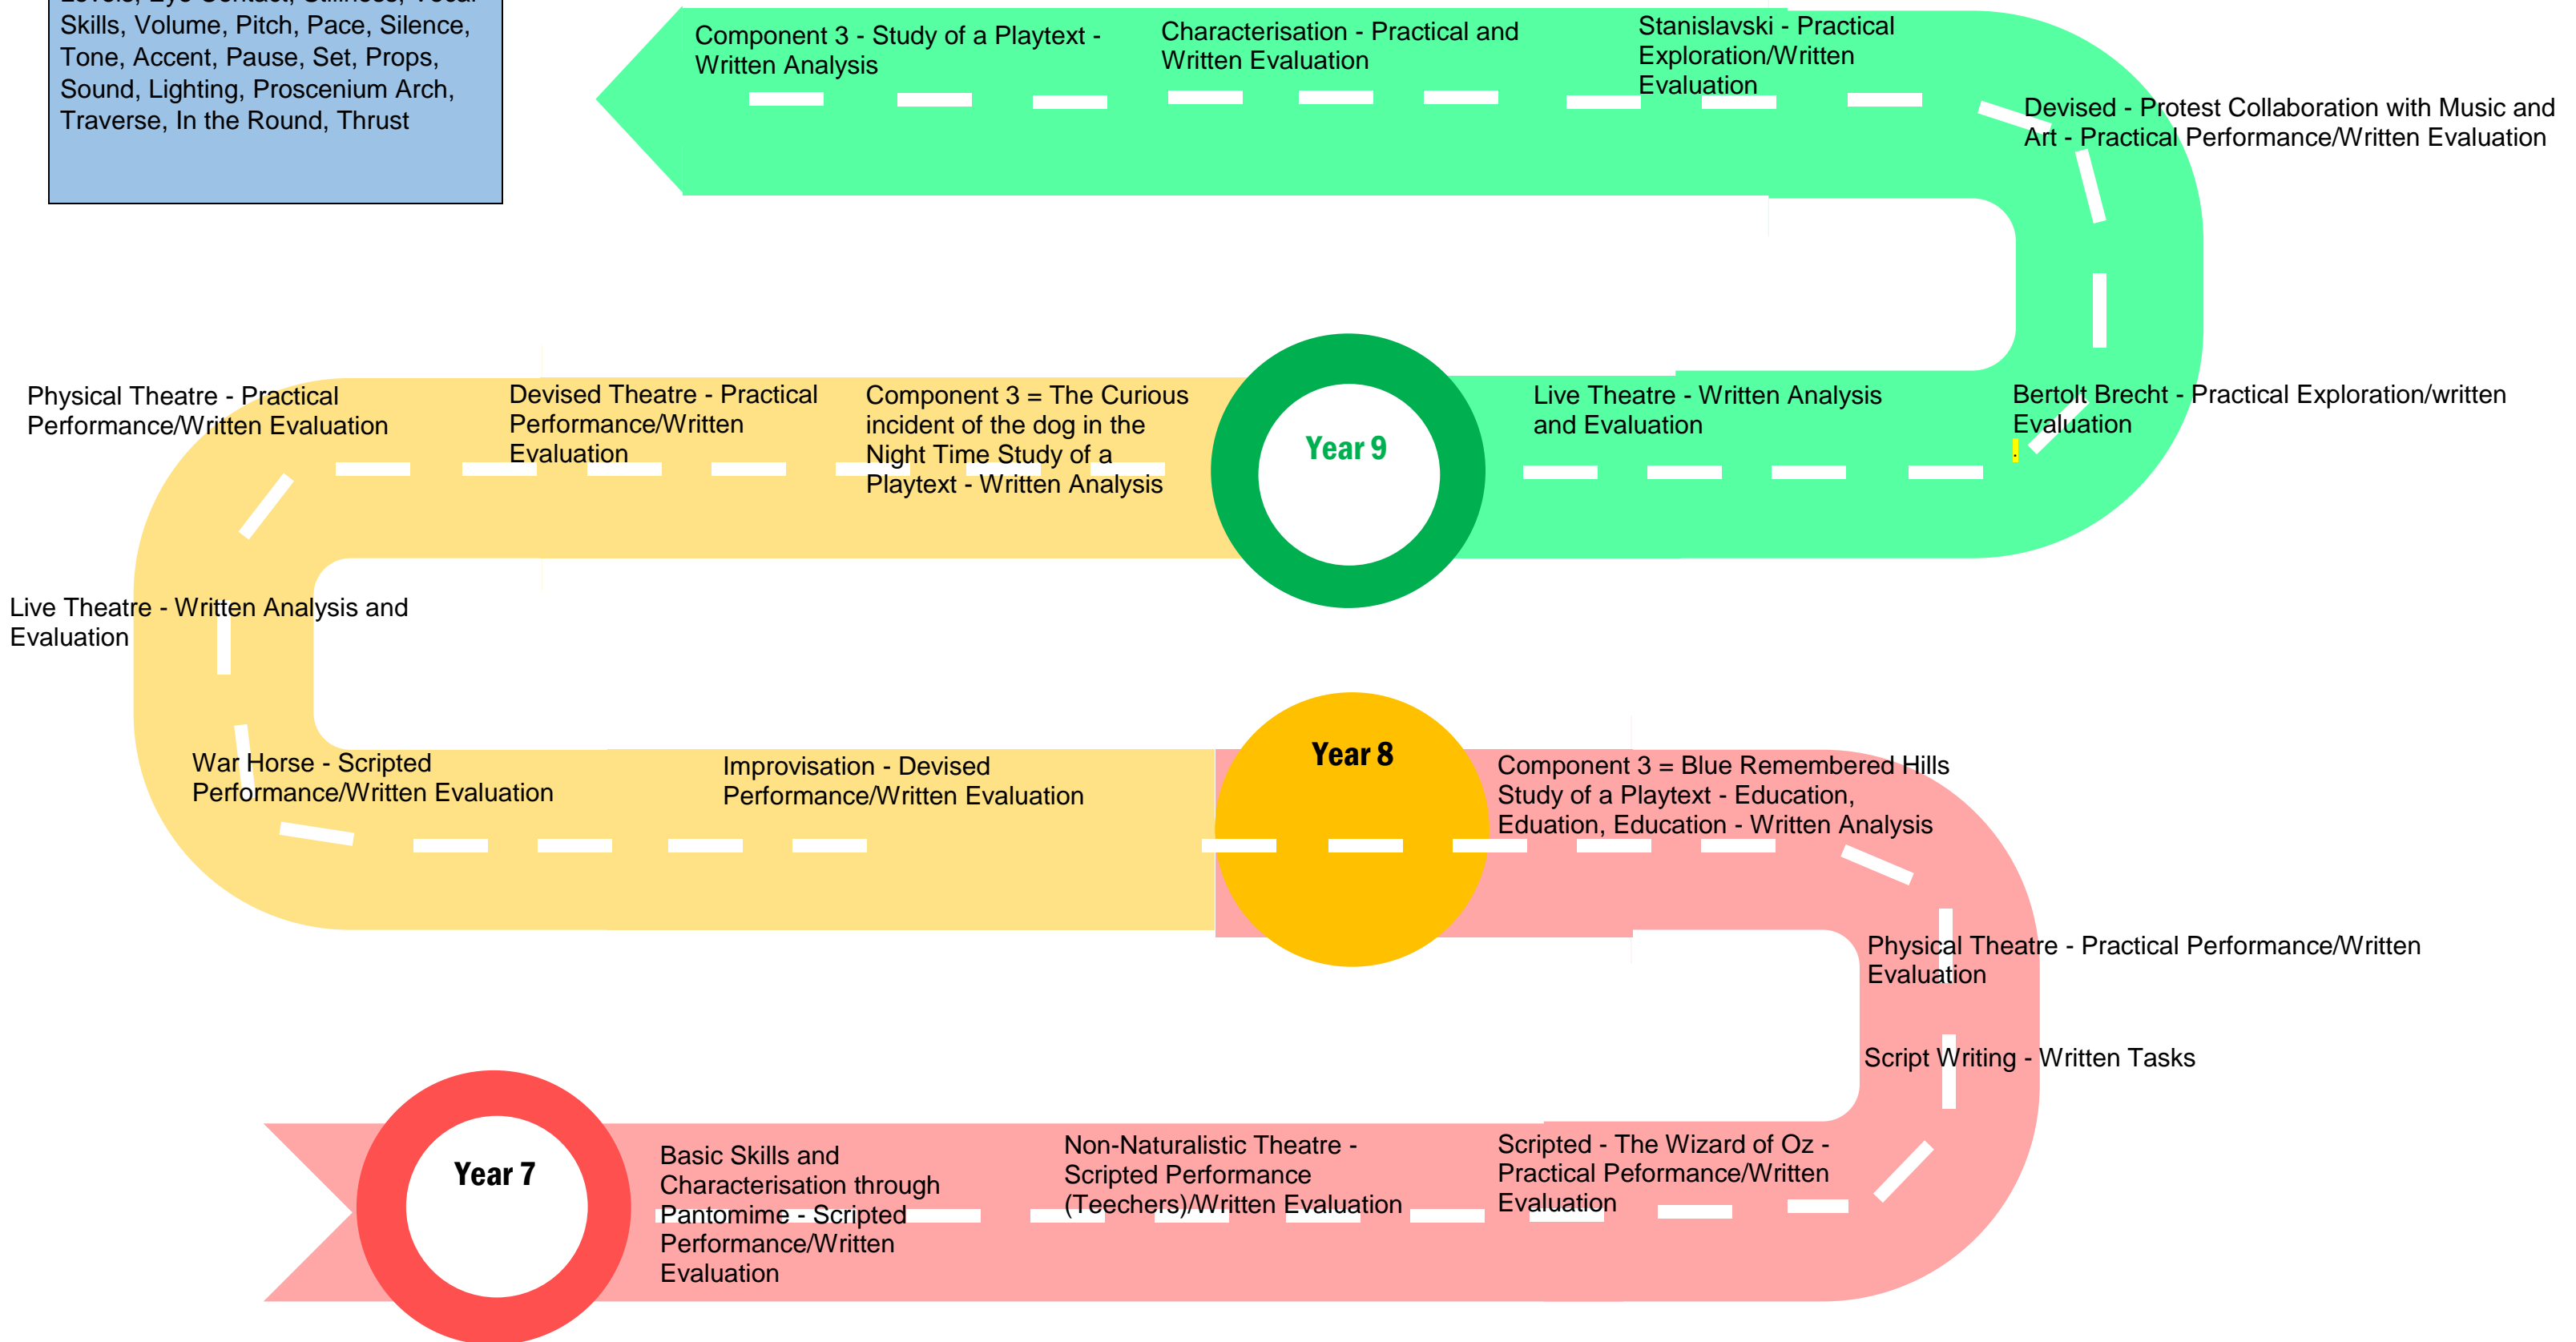 Skills, Volume, Pitch, Pace, Silence,
Tone, Accent, Pause, Set, Props,
Sound, Lighting, Proscenium Arch,
Traverse, In the Round, Thrust
Component 3 - Study of a Playtext -
Written Analysis
Characterisation - Practical and
Written Evaluation
Stanislavski - Practical
Exploration/Written
Evaluation
Devised - Protest Collaboration with Music and
Art - Practical Performance/Written Evaluation
Physical Theatre - Practical
Performance/Written Evaluation
Devised Theatre - Practical
Performance/Written
Evaluation
Component 3 = The Curious
incident of the dog in the
Night Time Study of a
Playtext - Written Analysis
Year 9
Live Theatre - Written Analysis
and Evaluation
Bertolt Brecht - Practical Exploration/written
Evaluation
.
Live Theatre - Written Analysis and
Evaluation
War Horse - Scripted
Performance/Written Evaluation
Improvisation - Devised
Performance/Written Evaluation
Year 8
Component 3 = Blue Remembered Hills
Study of a Playtext - Education,
Eduation, Education - Written Analysis
Physical Theatre - Practical Performance/Written
Evaluation
Script Writing - Written Tasks
Year 7
Basic Skills and
Characterisation through
Pantomime - Scripted
Performance/Written
Evaluation
Non-Naturalistic Theatre -
Scripted Performance
(Teechers)/Written Evaluation
Scripted - The Wizard of Oz -
Practical Peformance/Written
Evaluation